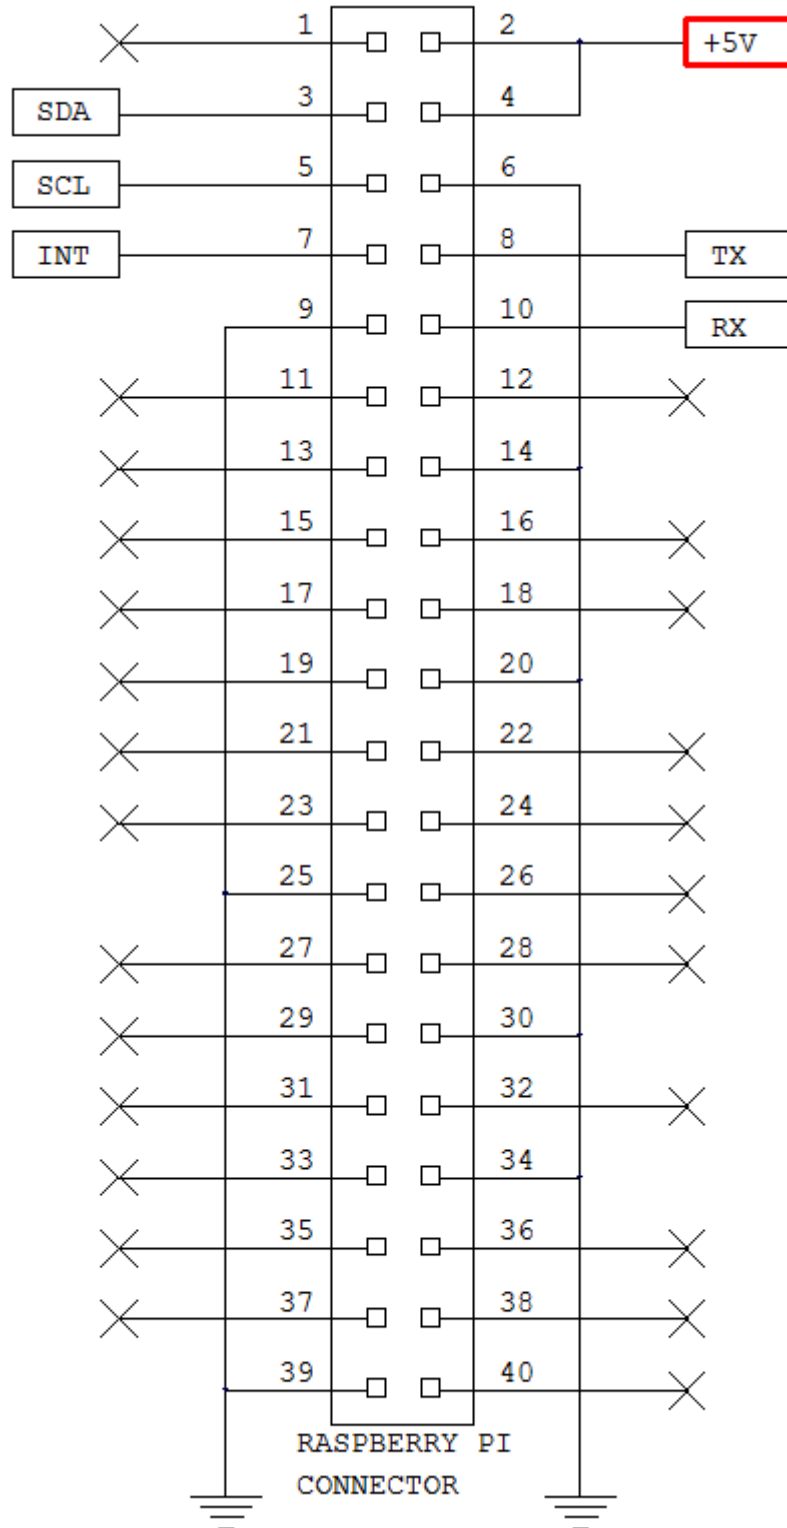 1 2 +5V
SDA 3 4
SCL 5 6
INT 7 8 TX
9 10 RX
11 12
13 14
15 16
17 18
19 20
21 22
23 24
25 26
27 28
29 30
31 32
33 34
35 36
37 38
39 40
RASPBERRY PI
CONNECTOR